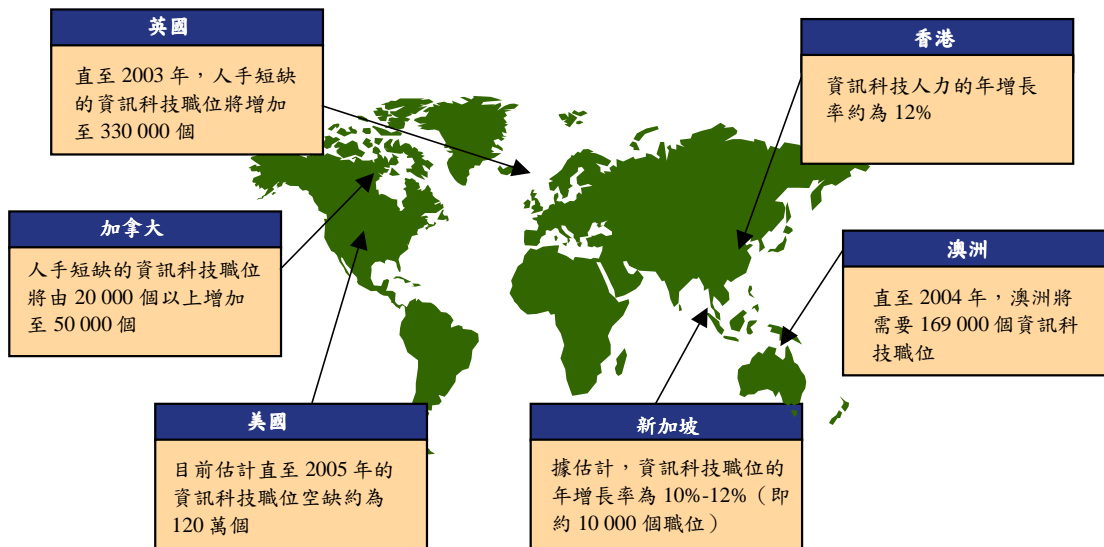 英國
直至 2003 年，人手短缺
的資訊科技職位將增加
至 330 000 個
香港
資訊科技人力的年增長
率約為 12%
加拿大
人手短缺的資訊科技職位
將由 20 000 個以上增加
至 50 000 個
澳洲
直至 2004 年，澳洲將
需要 169 000 個資訊科
技職位
美國
目前估計直至 2005 年的
資訊科技職位空缺約為
120 萬個
新加坡
據估計，資訊科技職位的
年增長率為 10%-12%（即
約 10 000 個職位）